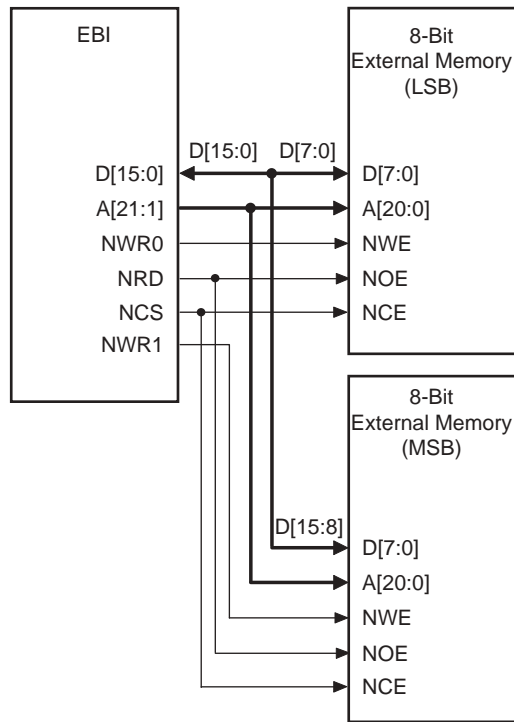 EBI
8-Bit
External Memory
(LSB)
D[15:0]
D[7:0]
D[15:0]
D[7:0]
A[21:1]
A[20:0]
NWR0
NWE
NRD
NOE
NCS
NCE
NWR1
8-Bit
External Memory
(MSB)
D[15:8]
D[7:0]
A[20:0]
NWE
NOE
NCE